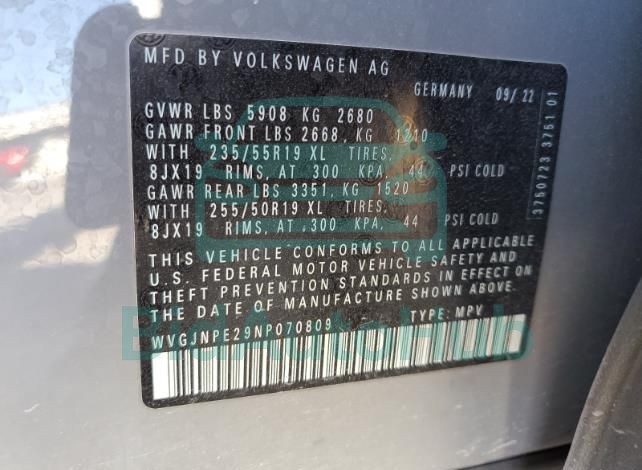 MFD BY VOLKSWAGEN AG
GERMANY 09/ 22
GVWR LBS 5908 KG 2680
GAWR FRONT LBS 2668, KG 1210
WITH 235/55R19 XL TIRES,
8JX19 RIMS, AT 300 KPA, 44 PSI COLD
GAWR REAR LBS 3351, KG 1520
WITH 255/50R19 XL TIRES,
8JX19 RIMS, AT 300 KPA, 44 PSI COLD
THIS VEHICLE CONFORMS TO ALL APPLICABLE
U.S. FEDERAL MOTOR VEHICLE SAFETY AND
THEFT PREVENTION STANDARDS IN EFFECT ON
THE DATE OF MANUFACTURE SHOWN ABOVE.
WVGJNPE29NP070809 TYPE: MPV
3750723 3751 01
BidAutoHub